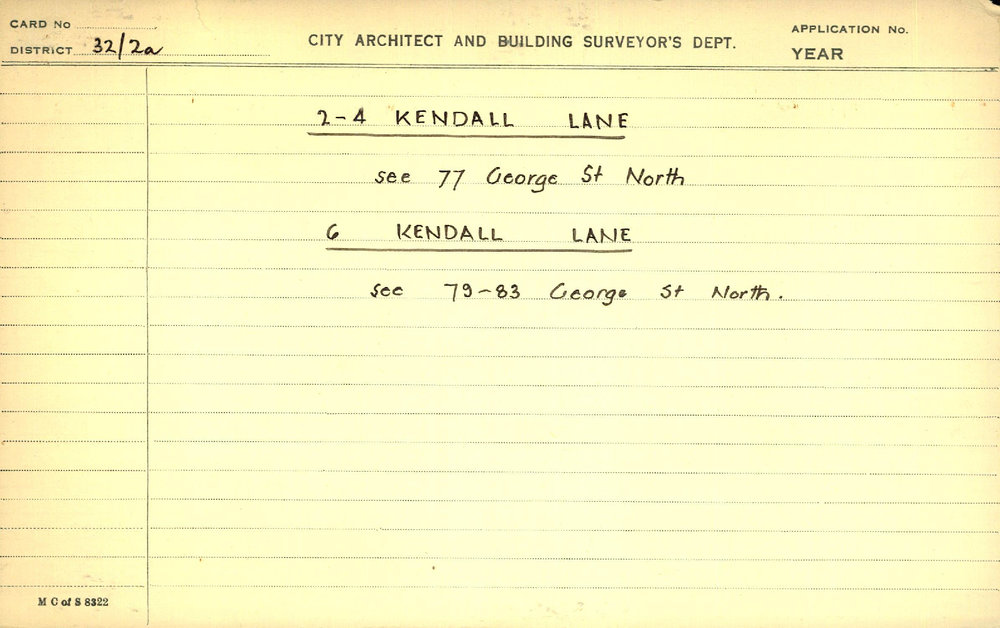 CARD No
DISTRICT 32/2a
CITY ARCHITECT AND BUILDING SURVEYOR'S DEPT.
APPLICATION No.
YEAR
2-4 KENDALL LANE
see 77 George St North
6 KENDALL LANE
see 79-83 George St North.
M C of S 8322